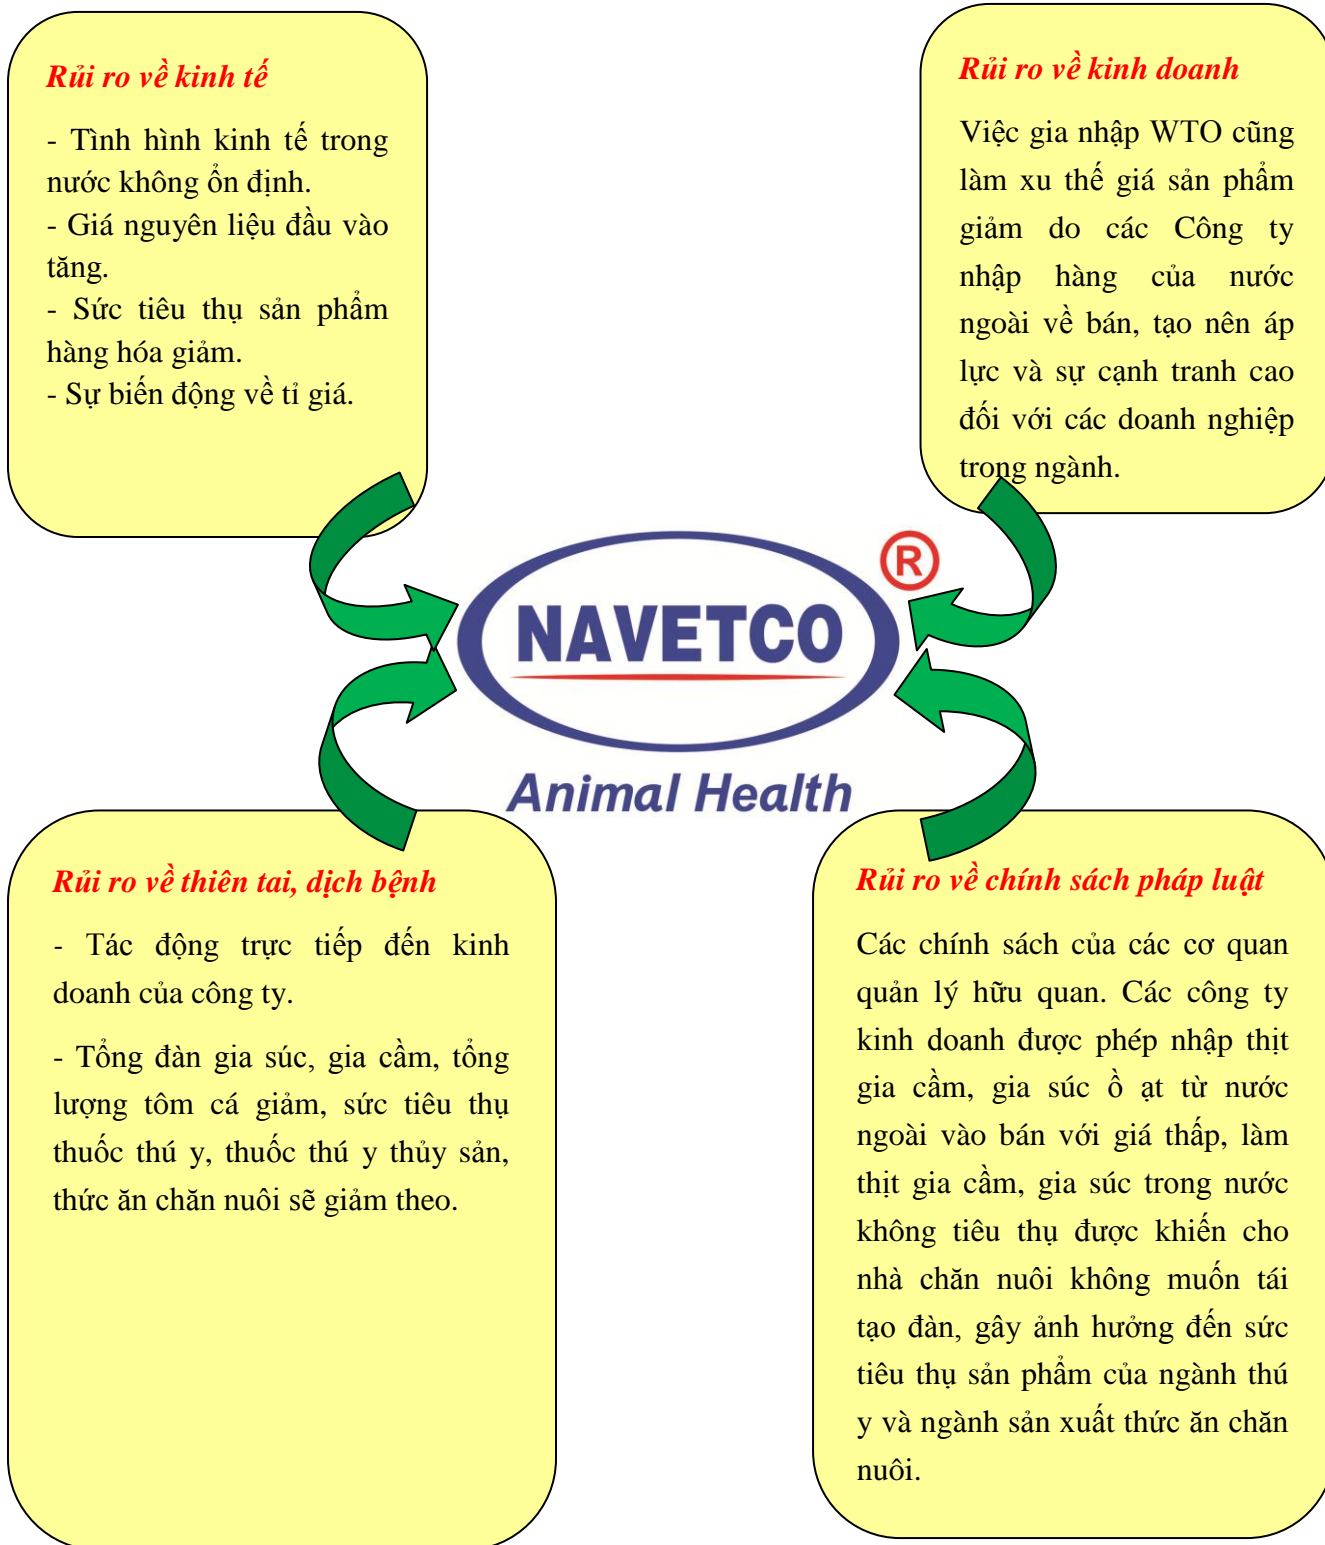 Rủi ro về kinh tế
- Tình hình kinh tế trong
nước không ổn định.
- Giá nguyên liệu đầu vào
tăng.
- Sức tiêu thụ sản phẩm
hàng hóa giảm.
- Sự biến động về tỉ giá.
Rủi ro về kinh doanh
Việc gia nhập WTO cũng
làm xu thế giá sản phẩm
giảm do các Công ty
nhập hàng của nước
ngoài về bán, tạo nên áp
lực và sự cạnh tranh cao
đối với các doanh nghiệp
trong ngành.
®
NAVETCO
Animal Health
Rủi ro về thiên tai, dịch bệnh
- Tác động trực tiếp đến kinh
doanh của công ty.
- Tổng đàn gia súc, gia cầm, tổng
lượng tôm cá giảm, sức tiêu thụ
thuốc thú y, thuốc thú y thủy sản,
thức ăn chăn nuôi sẽ giảm theo.
Rủi ro về chính sách pháp luật
Các chính sách của các cơ quan
quản lý hữu quan. Các công ty
kinh doanh được phép nhập thịt
gia cầm, gia súc ồ ạt từ nước
ngoài vào bán với giá thấp, làm
thịt gia cầm, gia súc trong nước
không tiêu thụ được khiến cho
nhà chăn nuôi không muốn tái
tạo đàn, gây ảnh hưởng đến sức
tiêu thụ sản phẩm của ngành thú
y và ngành sản xuất thức ăn chăn
nuôi.